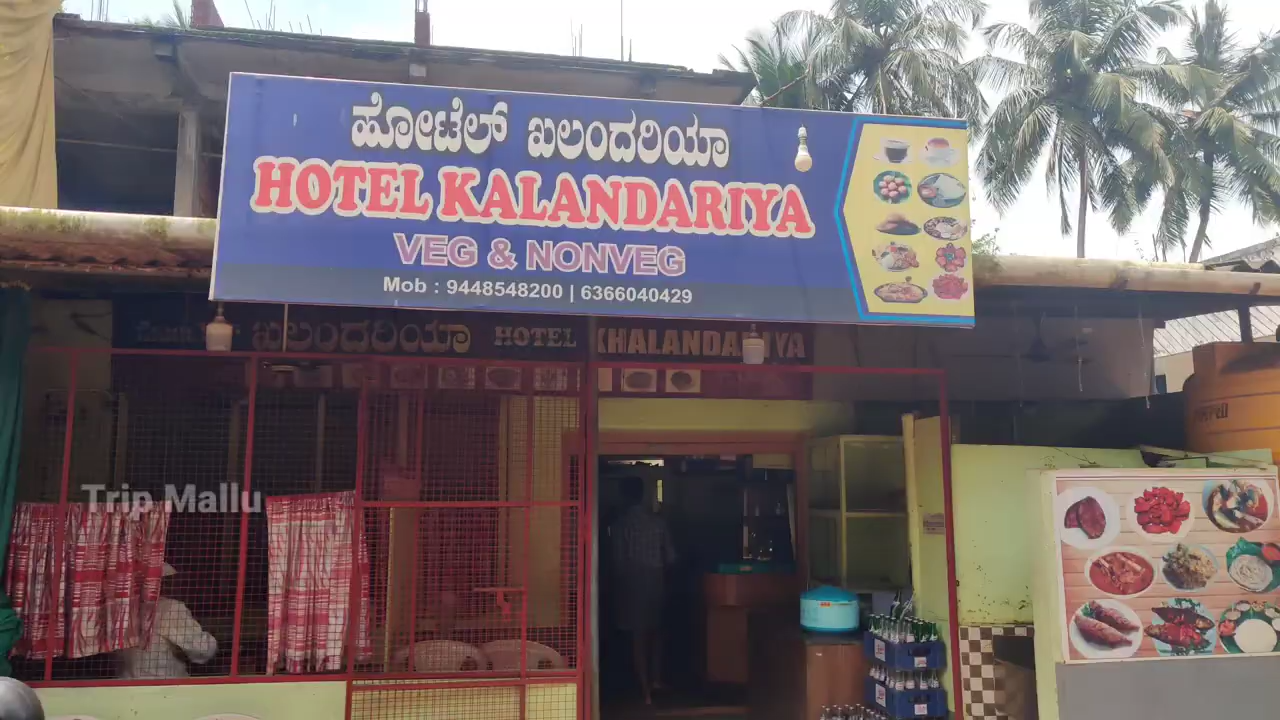 ಹೋಟೆಲ್ ಖಲಂದರಿಯಾ
HOTEL KALANDARIYA
VEG & NONVEG
Mob : 9448548200 | 6366040429
ಖಲಂದರಿಯಾ HOTEL KHALANDARIYA
Trip Mallu